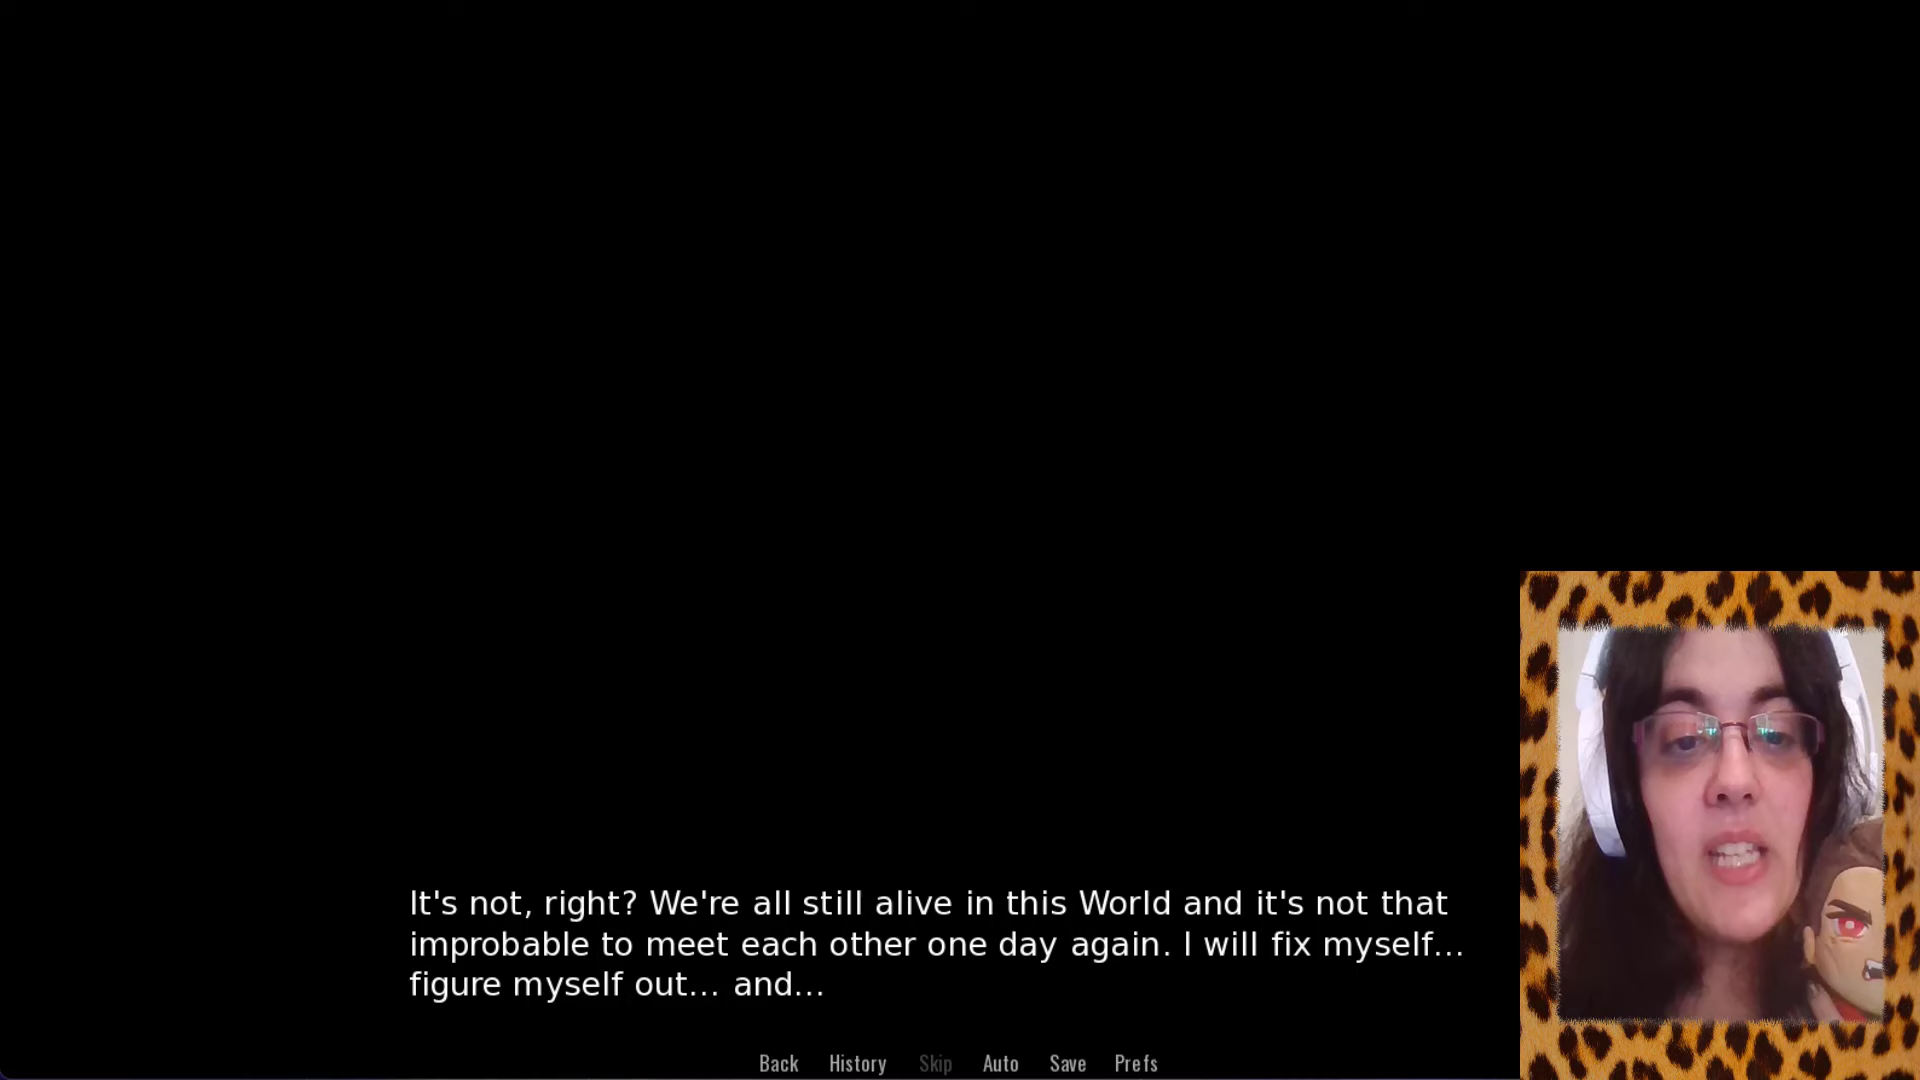 It's not, right? We're all still alive in this World and it's not that
improbable to meet each other one day again. I will fix myself...
figure myself out... and...
Back History Skip Auto Save Prefs